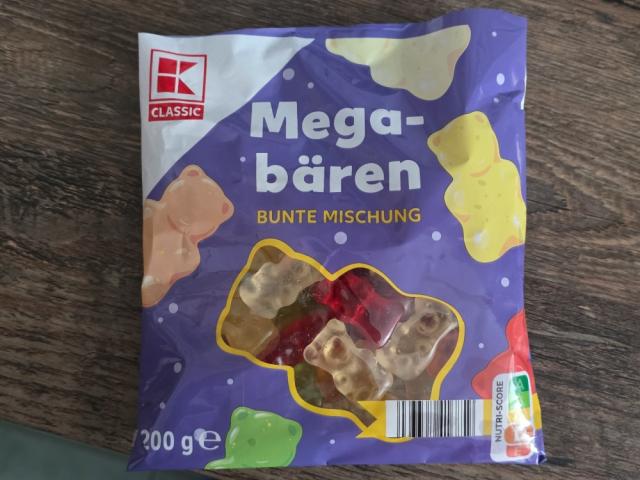 K
CLASSIC
Mega-
bären
BUNTE MISCHUNG
200 g e
NUTRI-SCORE